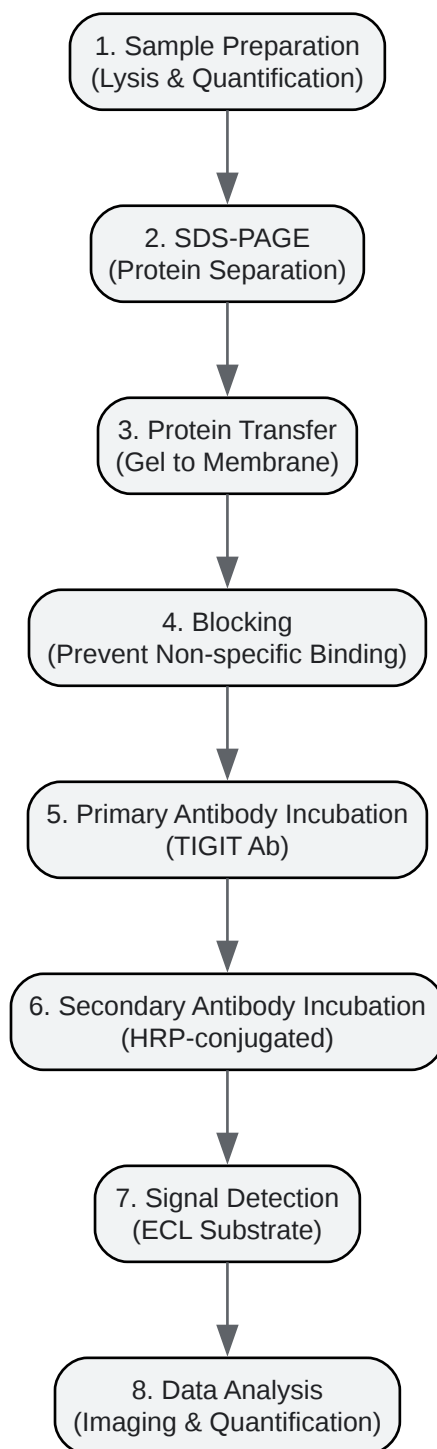 1. Sample Preparation
(Lysis & Quantification)
2. SDS-PAGE
(Protein Separation)
3. Protein Transfer
(Gel to Membrane)
4. Blocking
(Prevent Non-specific Binding)
5. Primary Antibody Incubation
(TIGIT Ab)
6. Secondary Antibody Incubation
(HRP-conjugated)
7. Signal Detection
(ECL Substrate)
8. Data Analysis
(Imaging & Quantification)